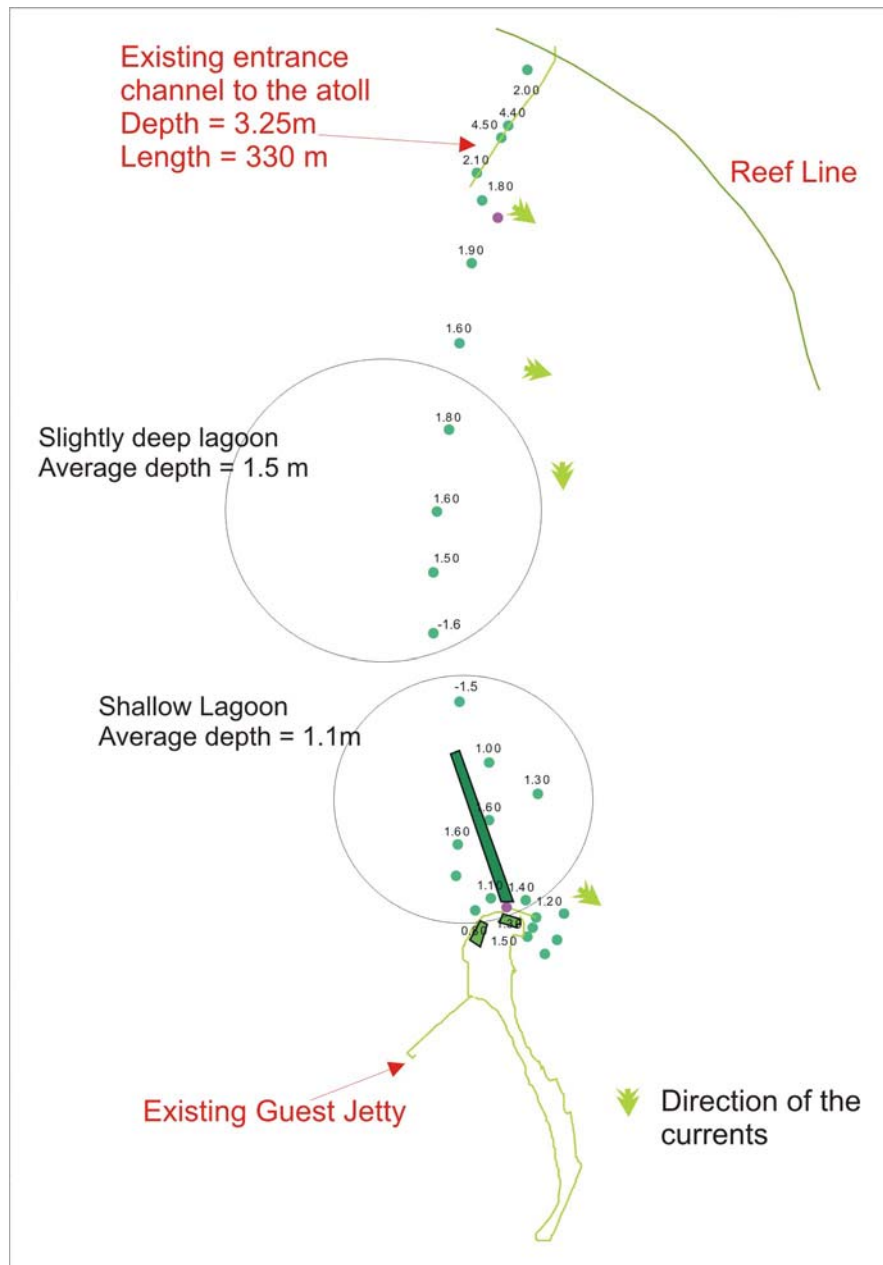 Existing entrance
channel to the atoll
Depth = 3.25m
Length = 330 m
2.00
4.40
4.50
2.10
1.80
Reef Line
1.90
1.60
Slightly deep lagoon
Average depth = 1.5 m
1.80
1.60
1.50
-1.6
Shallow Lagoon
Average depth = 1.1m
-1.5
1.00
1.30
.60
1.60
1.10
1.40
1.20
0.60
1.50
Existing Guest Jetty
Direction of the
currents